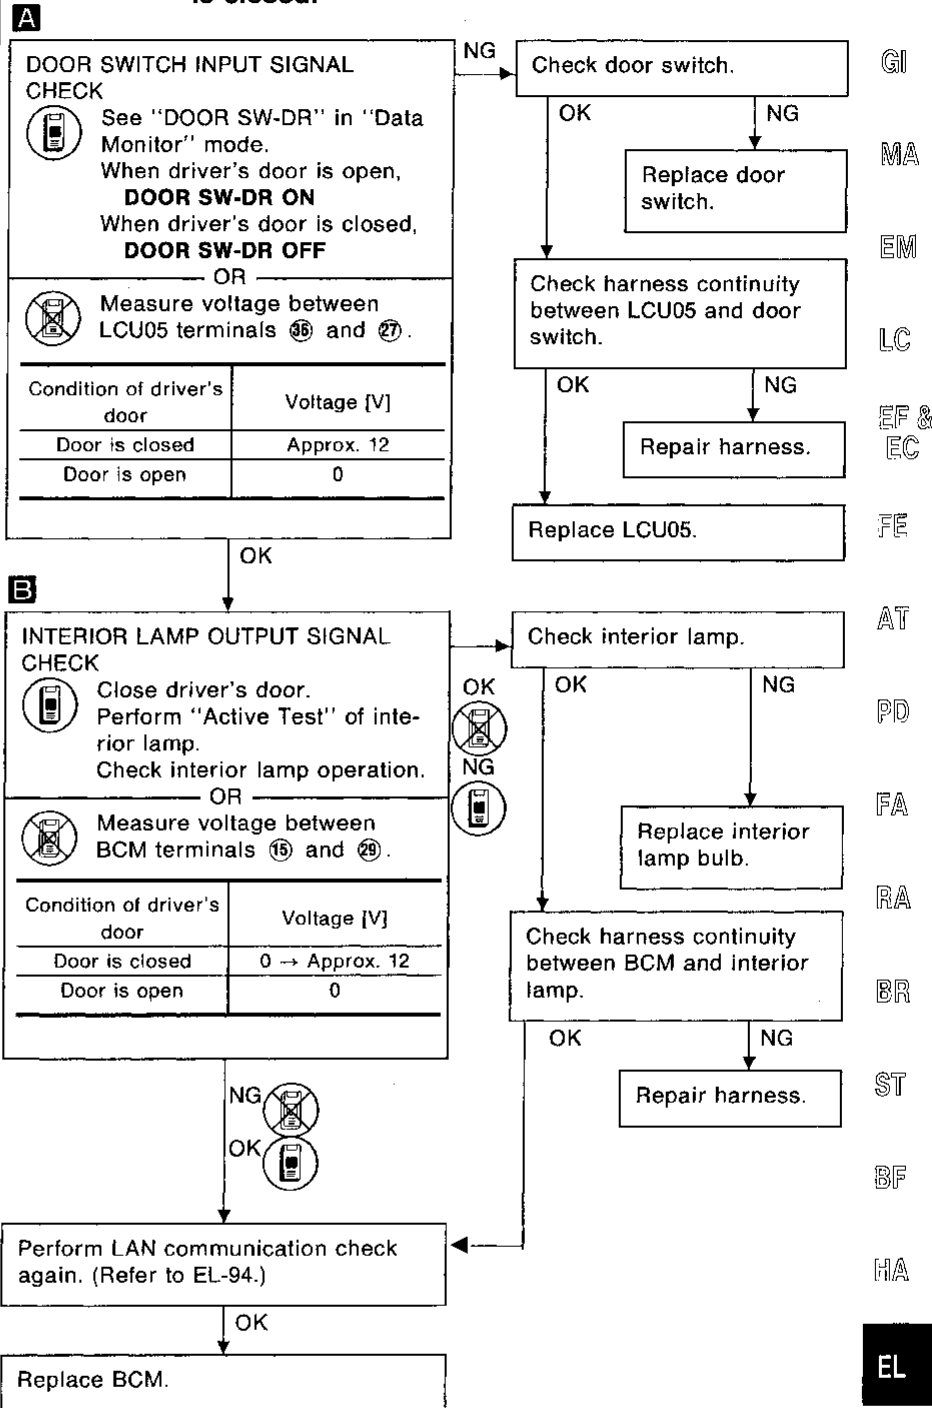 A
DOOR SWITCH INPUT SIGNAL
CHECK
See "DOOR SW-DR" in "Data
Monitor" mode.
When driver's door is open,
DOOR SW-DR ON
When driver's door is closed,
DOOR SW-DR OFF
OR
Measure voltage between
LCU05 terminals 36 and 27.
Condition of driver's
door
Voltage [V]
Door is closed
Approx. 12
Door is open
0
NG
Check door switch.
OK
NG
Replace door
switch.
Check harness continuity
between LCU05 and door
switch.
OK
NG
Repair harness.
Replace LCU05.
OK
B
INTERIOR LAMP OUTPUT SIGNAL
CHECK
Close driver's door.
Perform "Active Test" of inte-
rior lamp.
Check interior lamp operation.
OR
Measure voltage between
BCM terminals 15 and 29.
Condition of driver's
door
Voltage [V]
Door is closed
0 → Approx. 12
Door is open
0
OK
NG
Check interior lamp.
OK
NG
Replace interior
lamp bulb.
Check harness continuity
between BCM and interior
lamp.
OK
NG
Repair harness.
NG
OK
Perform LAN communication check
again. (Refer to EL-94.)
OK
Replace BCM.
GI
MA
EM
LC
EF &
EC
FE
AT
PD
FA
RA
BR
ST
BF
HA
EL